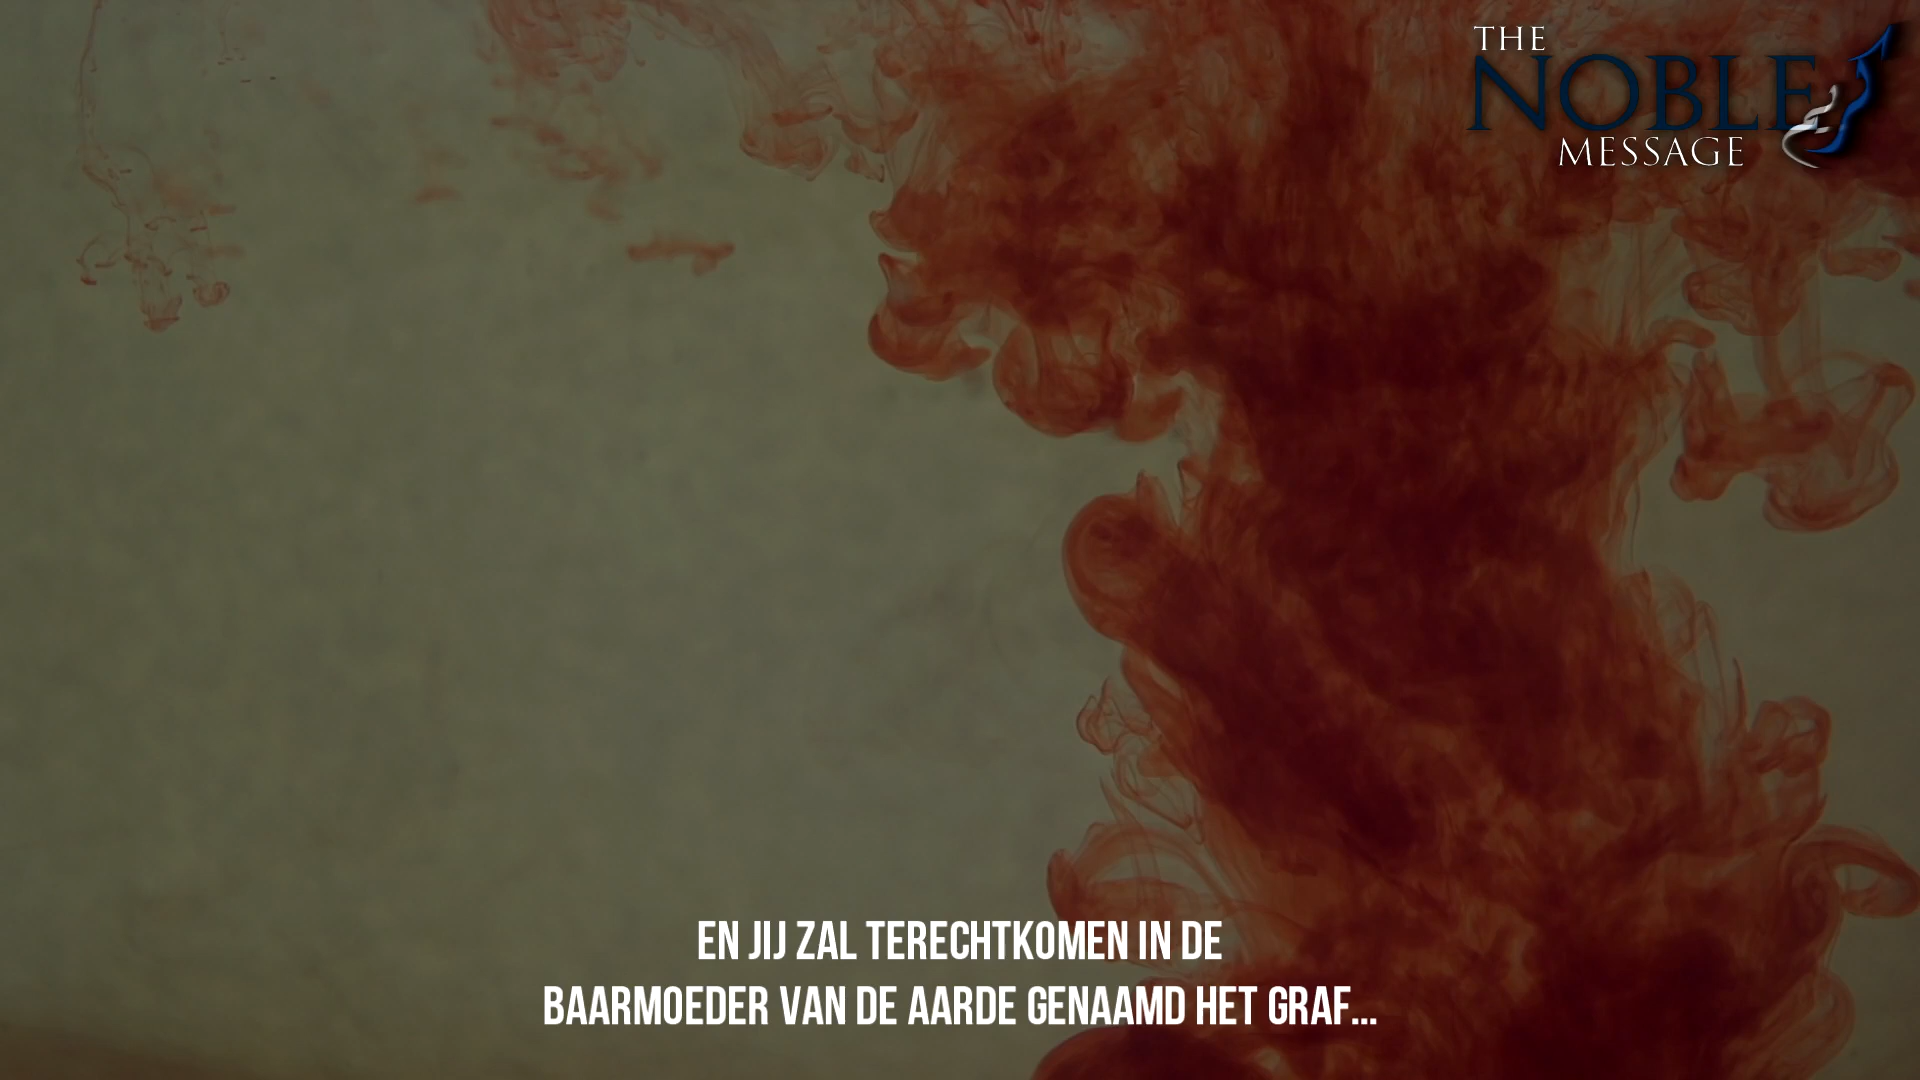 THE
NOBLE
MESSAGE
EN JIJ ZAL TERECHTKOMEN IN DE
BAARMOEDER VAN DE AARDE GENAAMD HET GRAF...